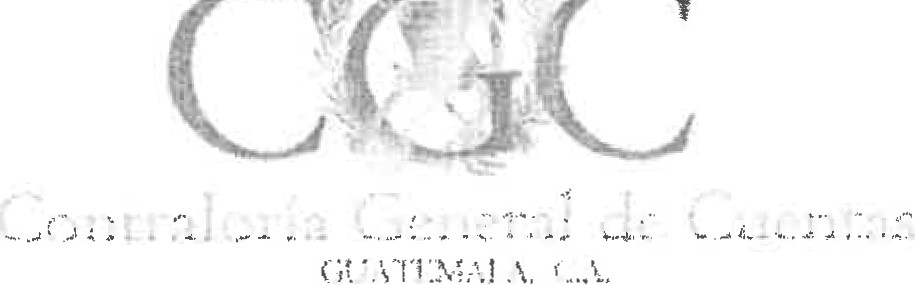 CGC
Contraloría General de Cuentas
GUATEMALA, C.A.